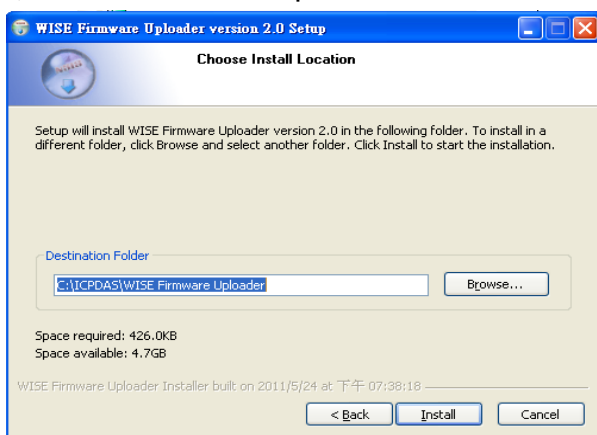 WISE Firmware Uploader version 2.0 Setup
Choose Install Location
Setup will install WISE Firmware Uploader version 2.0 in the following folder. To install in a
different folder, click Browse and select another folder. Click Install to start the installation.
Destination Folder
C:\ICPDAS\WISE Firmware Uploader
Browse...
Space required: 426.0KB
Space available: 4.7GB
WISE Firmware Uploader Installer built on 2011/5/24 at 下午 07:38:18
< Back Install Cancel